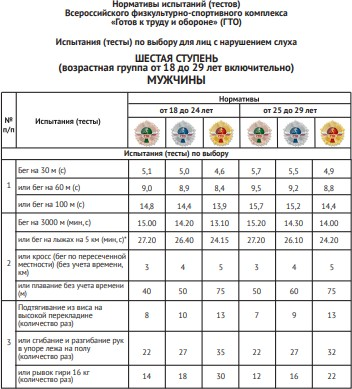 Нормативы испытаний (тестов)
Всероссийского физкультурно-спортивного комплекса
«Готов к труду и обороне» (ГТО)
Испытания (тесты) по выбору для лиц с нарушением слуха
ШЕСТАЯ СТУПЕНЬ
(возрастная группа от 18 до 29 лет включительно)
МУЖЧИНЫ
№ п/п Испытания (тесты) Нормативы
от 18 до 24 лет от 25 до 29 лет
Испытания (тесты) по выбору
1 Бег на 30 м (с) 5,1 5,0 4,6 5,7 5,5 4,9
или бег на 60 м (с) 9,0 8,9 8,4 9,5 9,2 8,8
или бег на 100 м (с) 14,8 14,4 13,9 15,7 15,2 14,4
2 Бег на 3000 м (мин,с) 15.00 14.20 13.10 15.20 14.30 14.00
или бег на лыжах на 5 км (мин,с)* 27.20 26.40 24.15 27.20 26.10 24.20
или кросс (бег по пересеченной
местности) (без учета времени,
км) 3 4 5 3 4 5
или плавание без учета времени
(м) 40 50 75 50 60 75
3 Подтягивание из виса на
высокой перекладине
(количество раз) 8 10 13 7 9 13
или сгибание и разгибание рук
в упоре лежа на полу
(количество раз) 22 27 35 22 27 32
или рывок гири 16 кг
(количество раз) 14 18 30 12 16 22